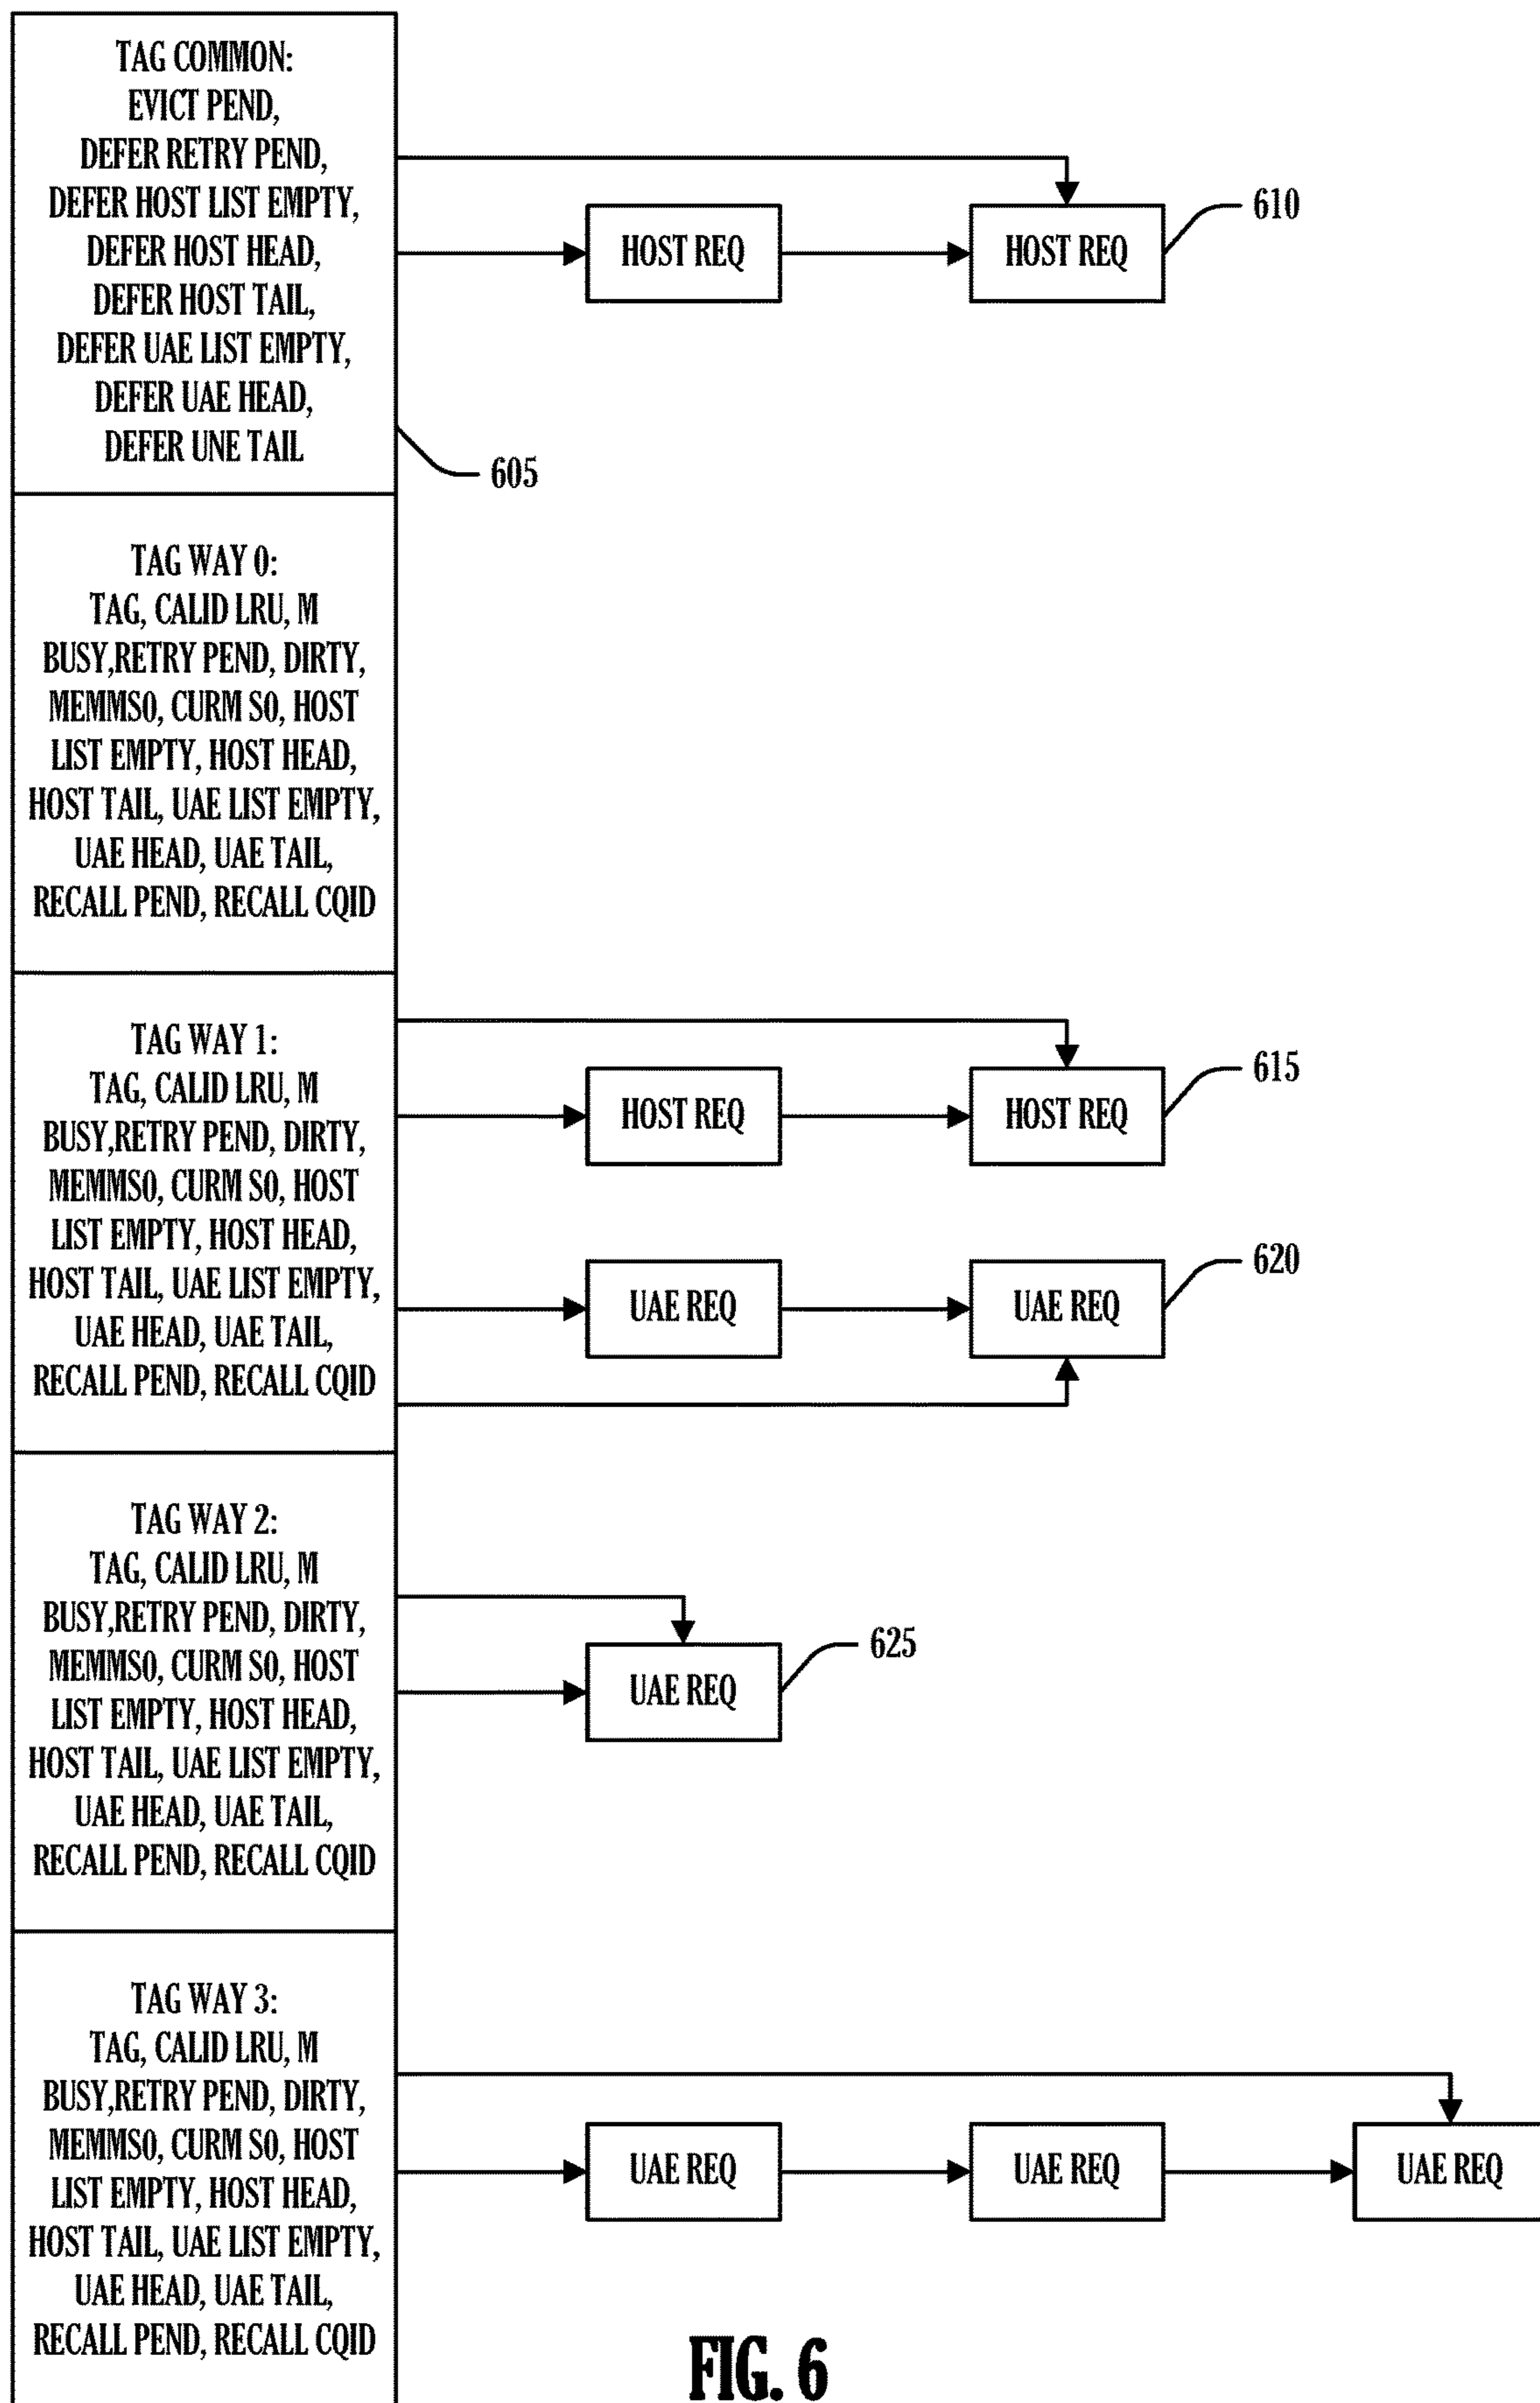 TAG COMMON:
EVICT PEND,
DEFER RETRY PEND,
DEFER HOST LIST EMPTY,
DEFER HOST HEAD,
DEFER HOST TAIL,
DEFER UAE LIST EMPTY,
DEFER UAE HEAD,
DEFER UNE TAIL
605
HOST REQ
HOST REQ
610
TAG WAY 0:
TAG, CALID LRU, M
BUSY,RETRY PEND, DIRTY,
MEMMSO, CURM SO, HOST
LIST EMPTY, HOST HEAD,
HOST TAIL, UAE LIST EMPTY,
UAE HEAD, UAE TAIL,
RECALL PEND, RECALL CQID
TAG WAY 1:
TAG, CALID LRU, M
BUSY,RETRY PEND, DIRTY,
MEMMSO, CURM SO, HOST
LIST EMPTY, HOST HEAD,
HOST TAIL, UAE LIST EMPTY,
UAE HEAD, UAE TAIL,
RECALL PEND, RECALL CQID
HOST REQ
HOST REQ
615
UAE REQ
UAE REQ
620
TAG WAY 2:
TAG, CALID LRU, M
BUSY,RETRY PEND, DIRTY,
MEMMSO, CURM SO, HOST
LIST EMPTY, HOST HEAD,
HOST TAIL, UAE LIST EMPTY,
UAE HEAD, UAE TAIL,
RECALL PEND, RECALL CQID
UAE REQ
625
TAG WAY 3:
TAG, CALID LRU, M
BUSY,RETRY PEND, DIRTY,
MEMMSO, CURM SO, HOST
LIST EMPTY, HOST HEAD,
HOST TAIL, UAE LIST EMPTY,
UAE HEAD, UAE TAIL,
RECALL PEND, RECALL CQID
UAE REQ
UAE REQ
UAE REQ
FIG. 6